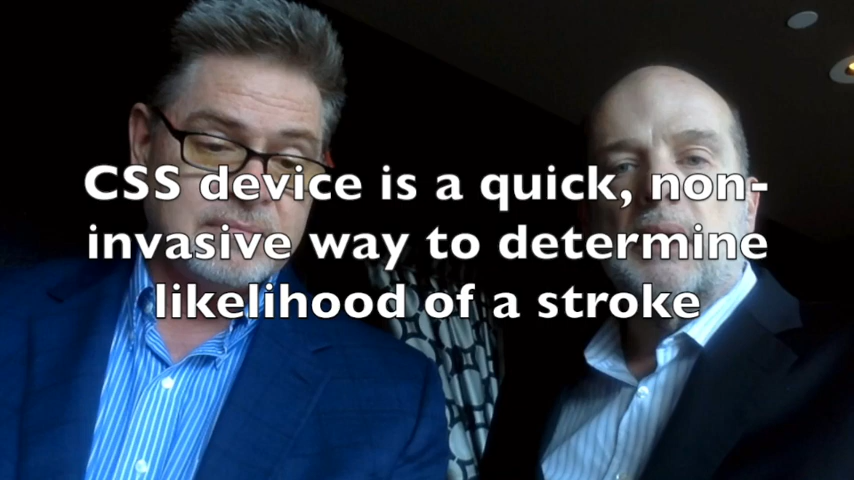 CSS device is a quick, non-
invasive way to determine
likelihood of a stroke